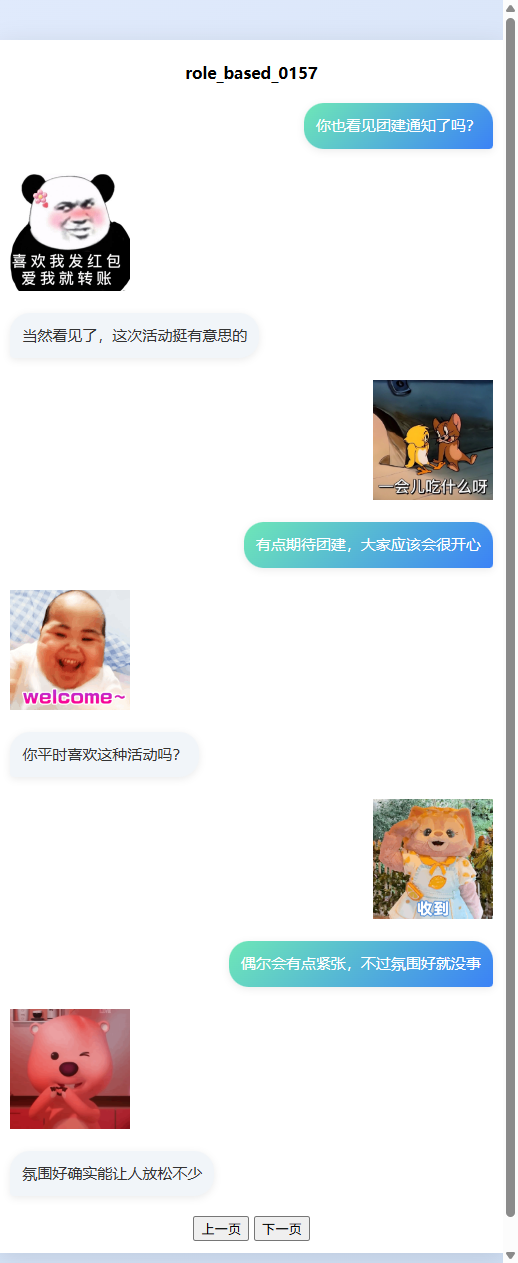 role_based_0157
你也看见团建通知了吗？
喜欢我发红包
爱我就转账
当然看见了，这次活动挺有意思的
一会儿吃什么呀
有点期待团建，大家应该会很开心
welcome~
你平时喜欢这种活动吗？
收到
偶尔会有点紧张，不过氛围好就没事
氛围好确实能让人放松不少
上一页 下一页